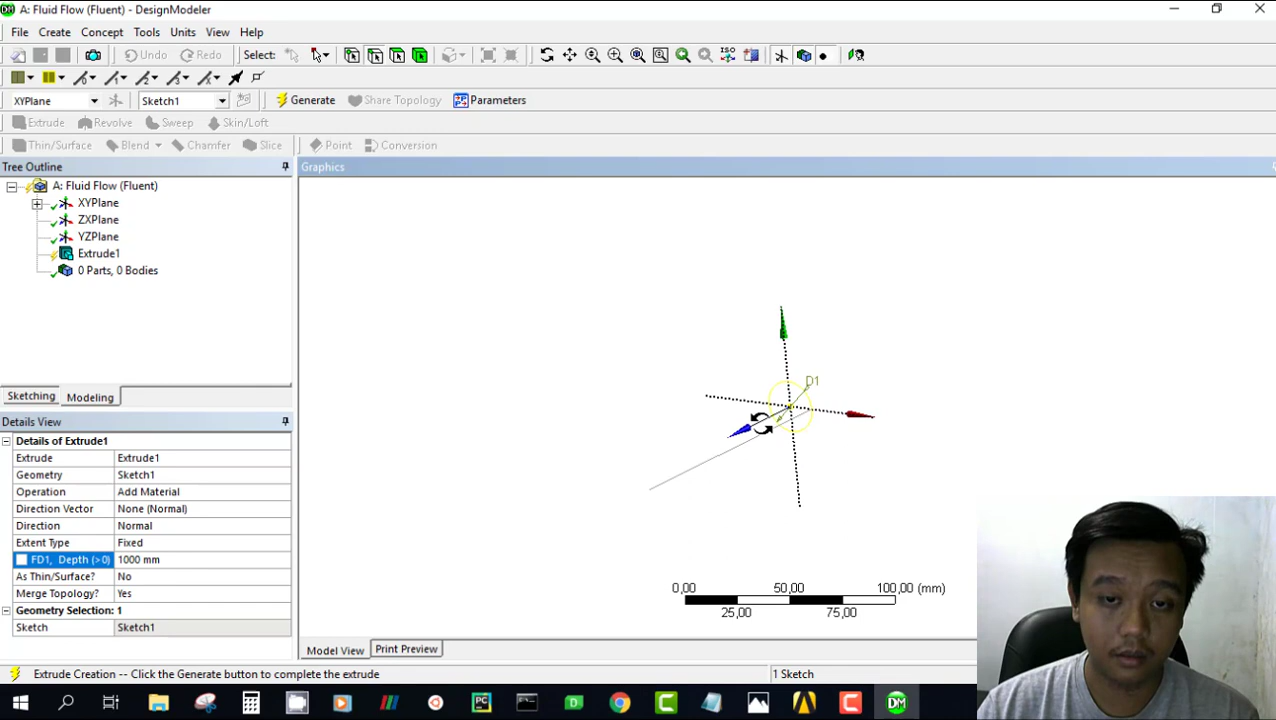 A: Fluid Flow (Fluent) - DesignModeler
File Create Concept Tools Units View Help
Undo Redo Select:
XYPlane Sketch1 Generate Share Topology Parameters
Extrude Revolve Sweep Skin/Loft
Thin/Surface Blend Chamfer Slice Point Conversion
Tree Outline
Graphics
A: Fluid Flow (Fluent)
XYPlane
ZXPlane
YZPlane
Extrude1
0 Parts, 0 Bodies
D1
Sketching Modeling
Details View
Details of Extrude1
Extrude Extrude1
Geometry Sketch1
Operation Add Material
Direction Vector None (Normal)
Direction Normal
Extent Type Fixed
FD1, Depth (>0) 1000 mm
As Thin/Surface? No
Merge Topology? Yes
Geometry Selection: 1
Sketch Sketch1
0,00 50,00 100,00 (mm)
25,00 75,00
Model View Print Preview
Extrude Creation -- Click the Generate button to complete the extrude
1 Sketch